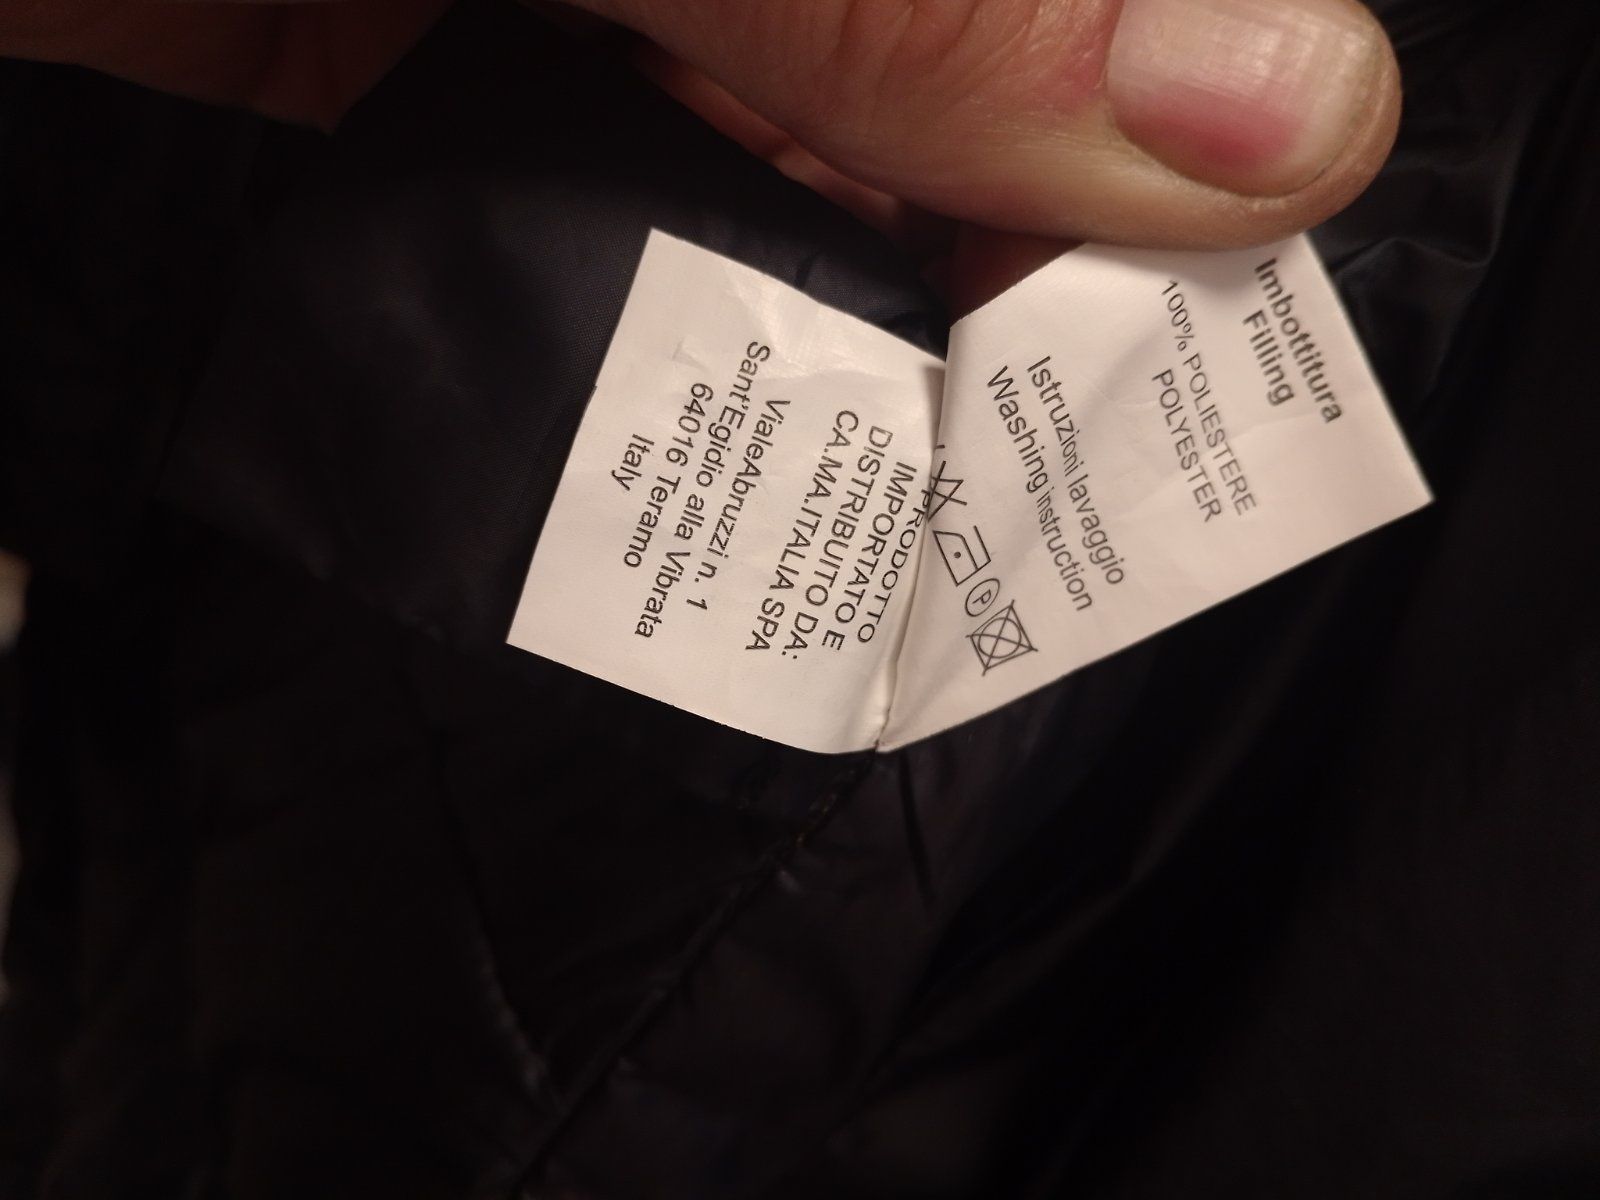 Imbottitura
Filling
100% POLIESTERE
POLYESTER
Istruzioni lavaggio
Washing instruction
P
PRODOTTO
IMPORTATO E
DISTRIBUITO DA:
CA.MA.ITALIA SPA
VialeAbruzzi n. 1
Sant'Egidio alla Vibrata
64016 Teramo
Italy